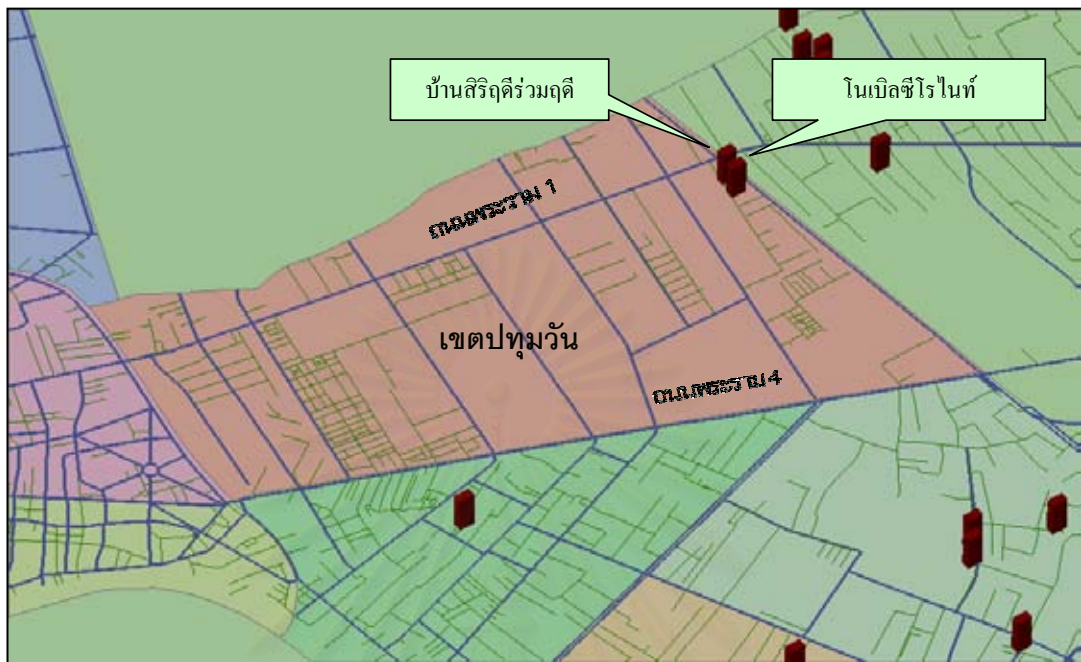 บ้านสิริฤดีร่วมฤดี
โนเบิลซีโรไนท์
ถนนพระราม 1
เขตปทุมวัน
ถนนพระราม 4